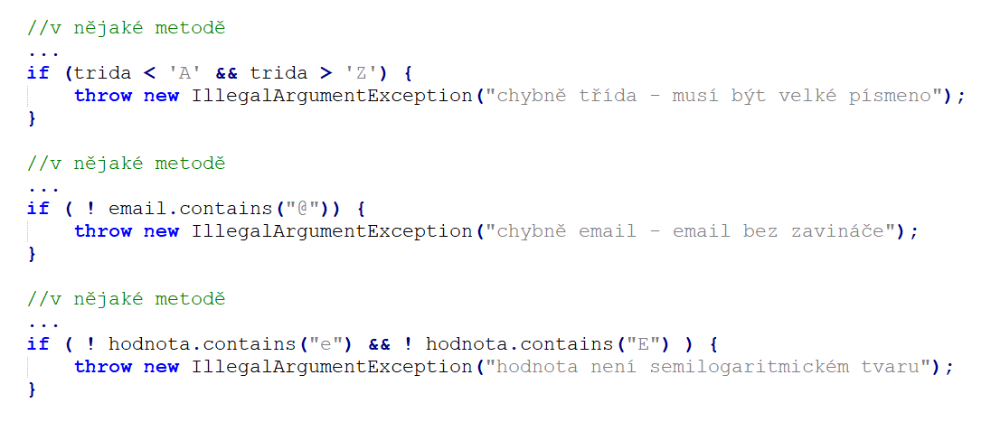 //v nějaké metodě
...
if (trida < 'A' && trida > 'Z') {
    throw new IllegalArgumentException("chybně třída – musí být velké písmeno");
}
//v nějaké metodě
...
if ( ! email.contains("@")) {
    throw new IllegalArgumentException("chybně email – email bez zavináče");
}
//v nějaké metodě
...
if ( ! hodnota.contains("e") && ! hodnota.contains("E") ) {
    throw new IllegalArgumentException("hodnota není semilogaritmickém tvaru");
}